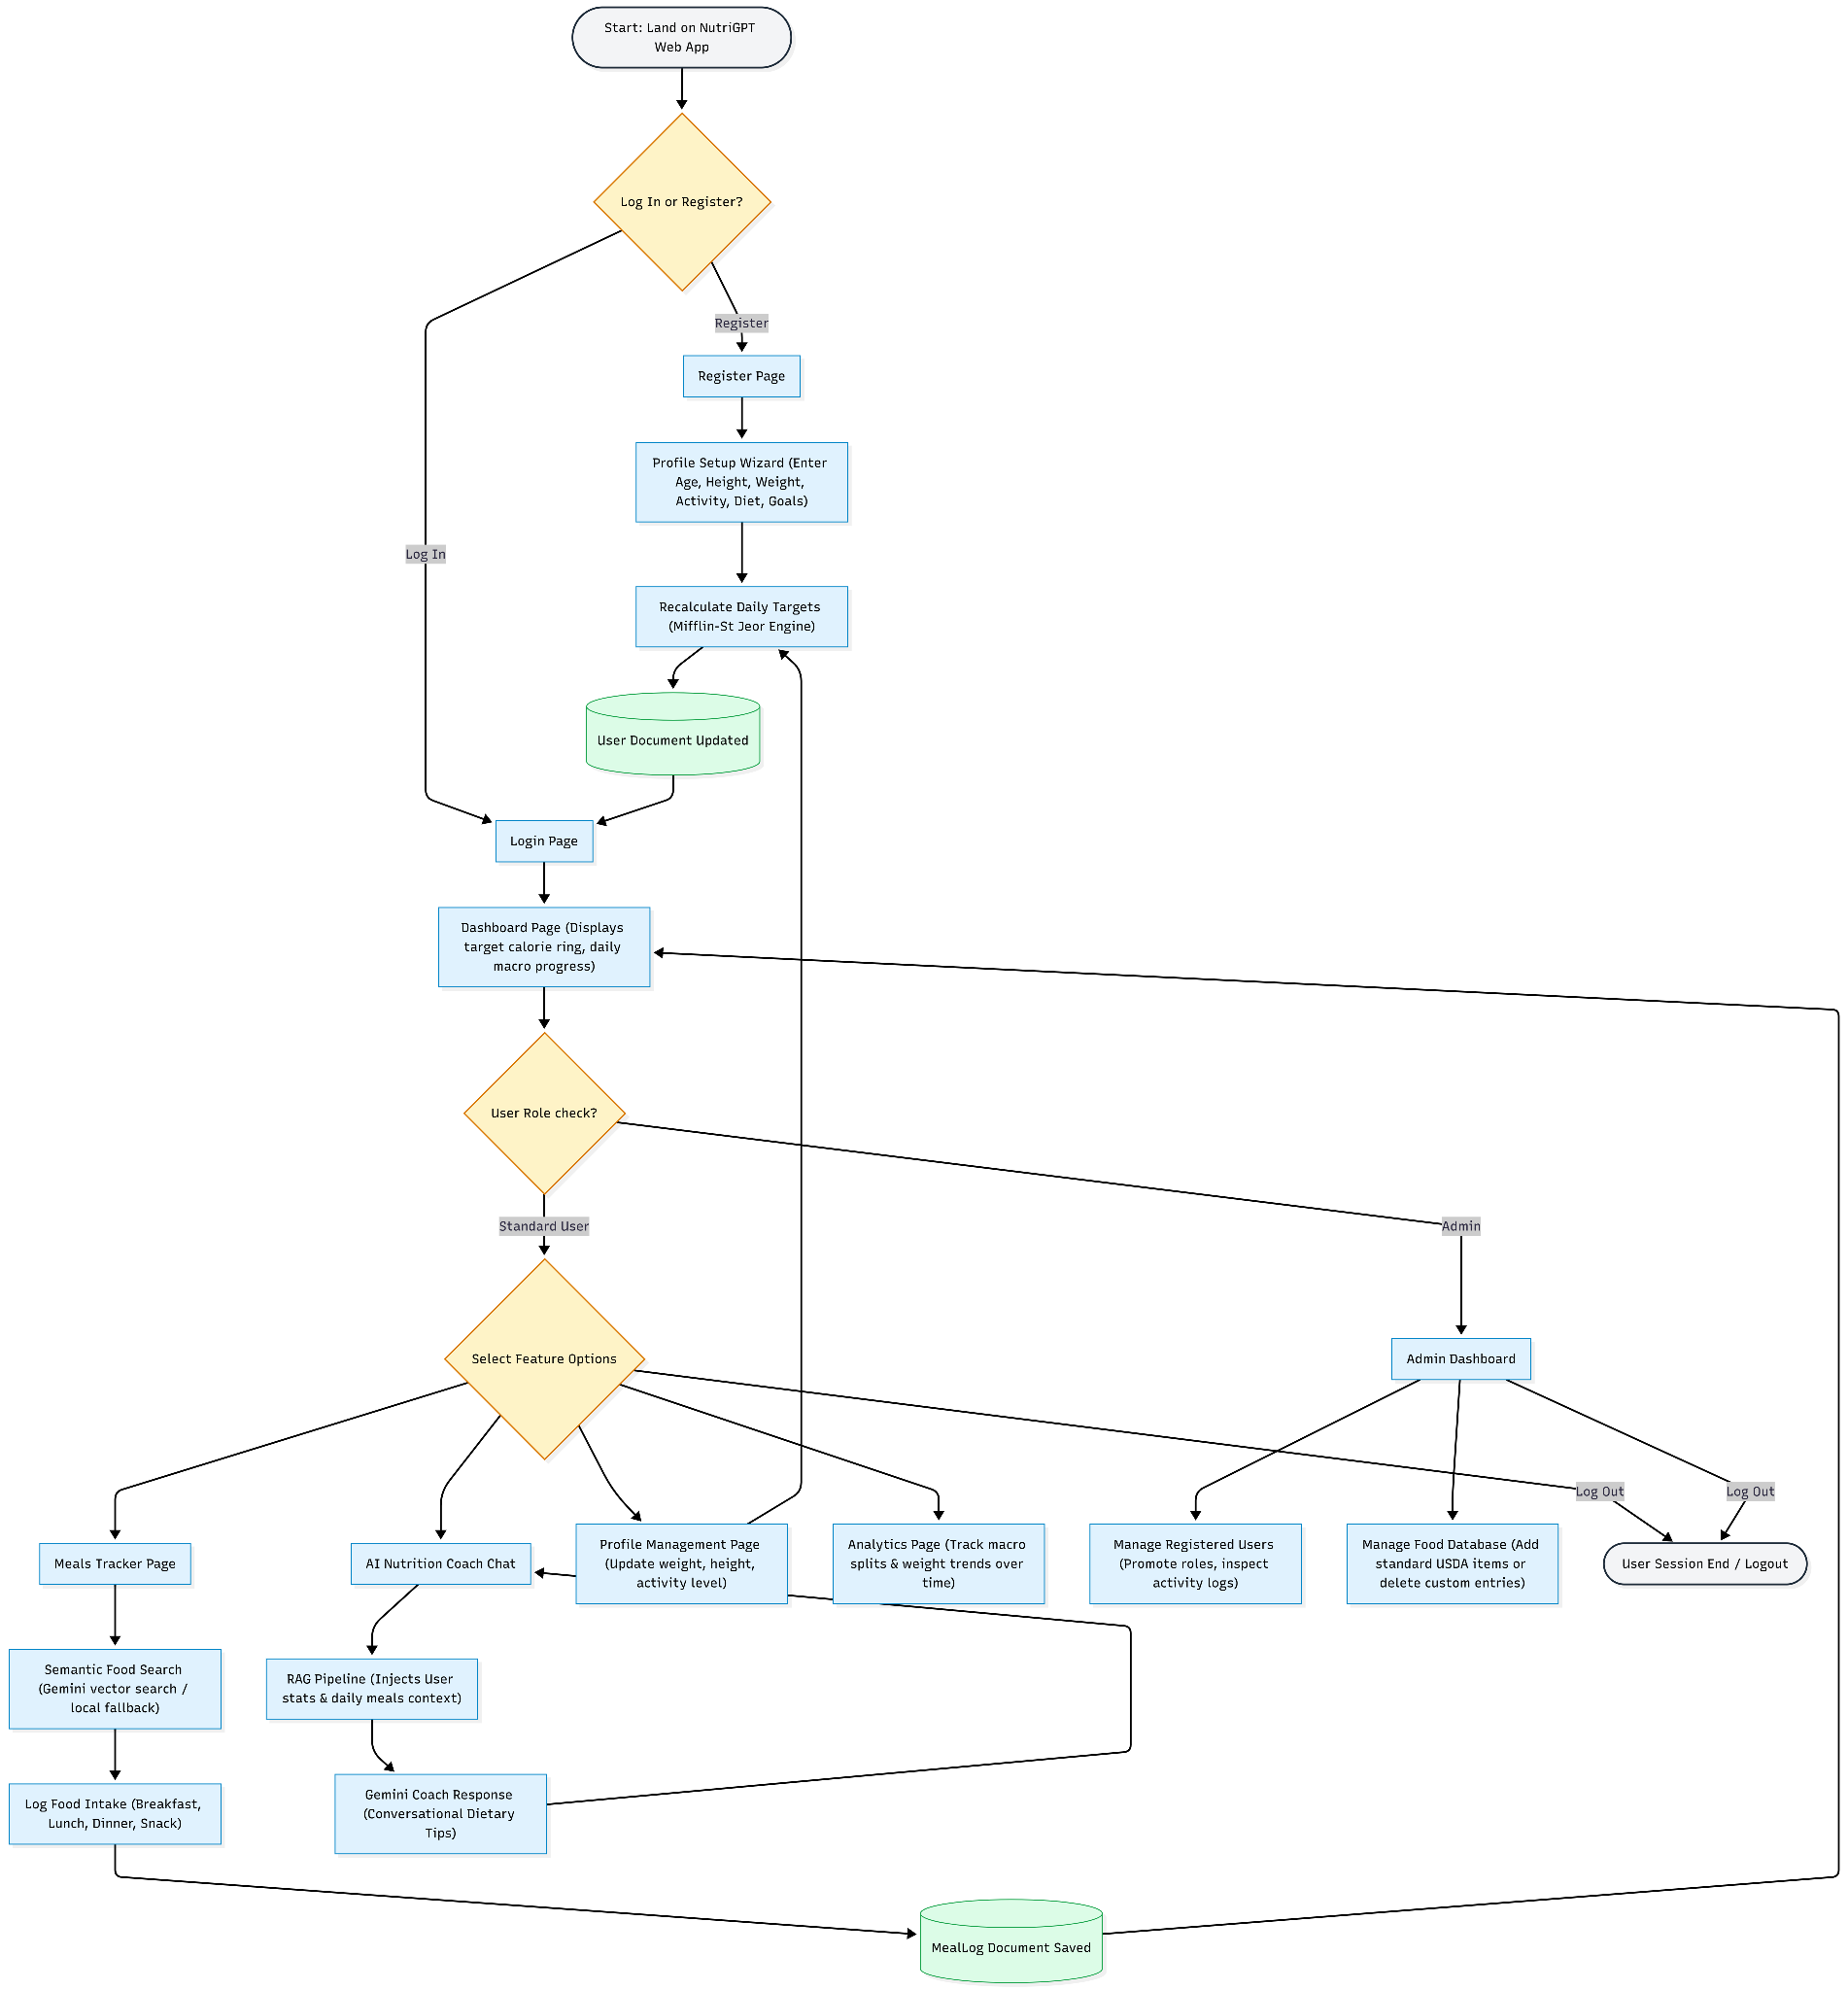 Start: Land on NutriGPT
Web App
Log In or Register?
Register
Register Page
Profile Setup Wizard (Enter
Age, Height, Weight,
Activity, Diet, Goals)
Log In
Recalculate Daily Targets
(Mifflin-St Jeor Engine)
User Document Updated
Login Page
Dashboard Page (Displays
target calorie ring, daily
macro progress)
User Role check?
Standard User
Admin
Select Feature Options
Admin Dashboard
Log Out
Log Out
Meals Tracker Page
AI Nutrition Coach Chat
Profile Management Page
(Update weight, height,
activity level)
Analytics Page (Track macro
splits & weight trends over
time)
Manage Registered Users
(Promote roles, inspect
activity logs)
Manage Food Database (Add
standard USDA items or
delete custom entries)
User Session End / Logout
Semantic Food Search
(Gemini vector search /
local fallback)
RAG Pipeline (Injects User
stats & daily meals context)
Log Food Intake (Breakfast,
Lunch, Dinner, Snack)
Gemini Coach Response
(Conversational Dietary
Tips)
MealLog Document Saved